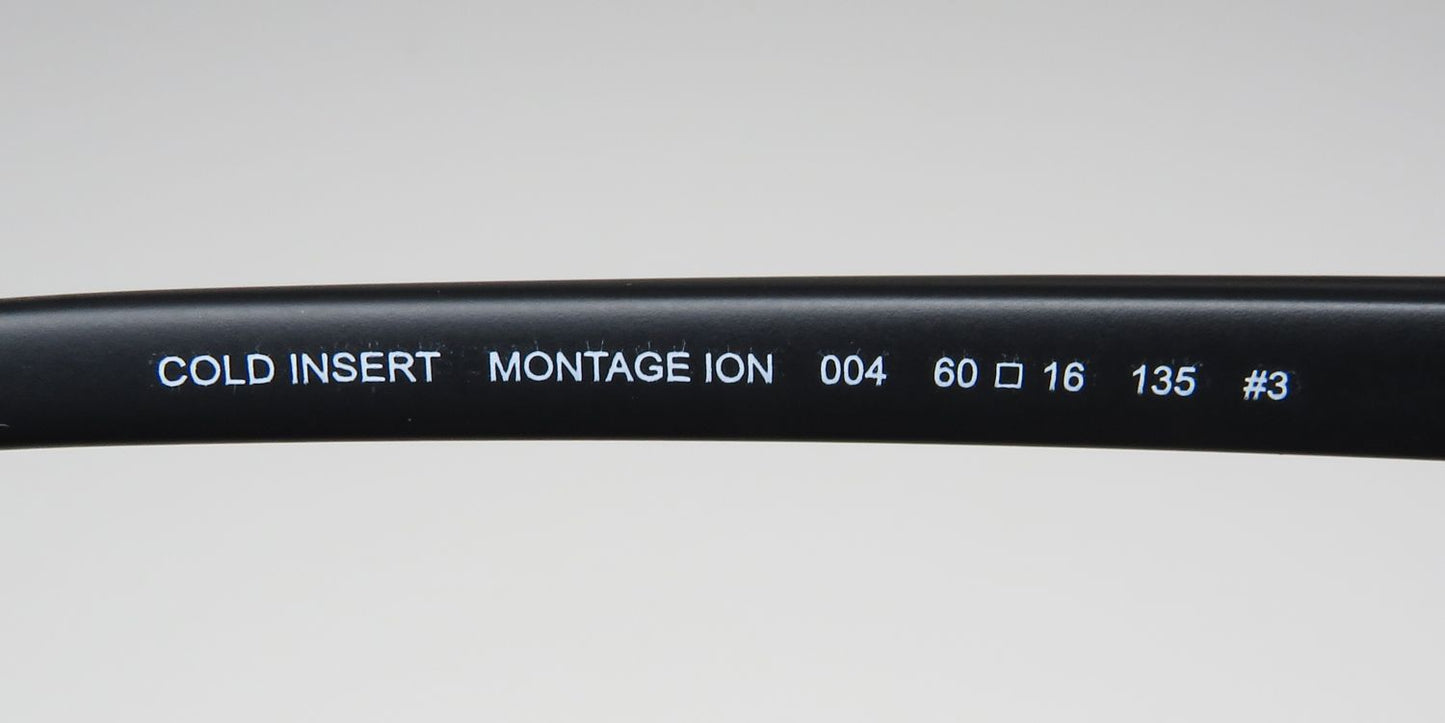 COLD INSERT MONTAGE ION 004 60 □ 16 135 #3